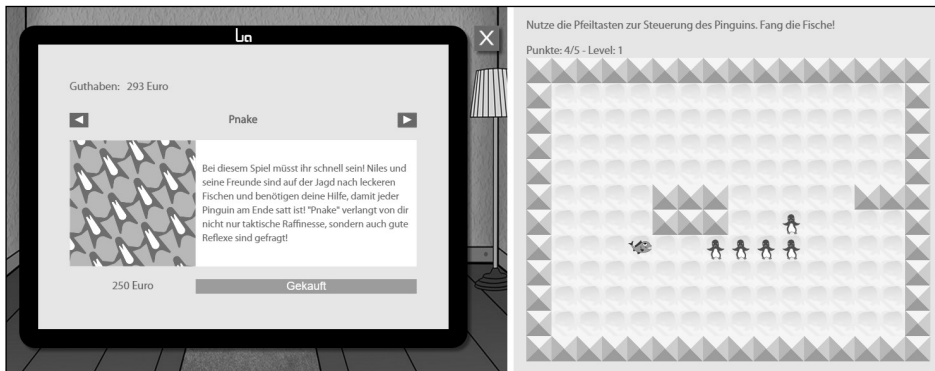 Guthaben: 293 Euro
Pnake
Bei diesem Spiel müsst ihr schnell sein! Niles und
seine Freunde sind auf der Jagd nach leckeren
Fischen und benötigen deine Hilfe, damit jeder
Pinguin am Ende satt ist! "Pnake" verlangt von dir
nicht nur taktische Raffinesse, sondern auch gute
Reflexe sind gefragt!
250 Euro
Gekauft
X
Nutze die Pfeiltasten zur Steuerung des Pinguins. Fang die Fische!
Punkte: 4/5 - Level: 1